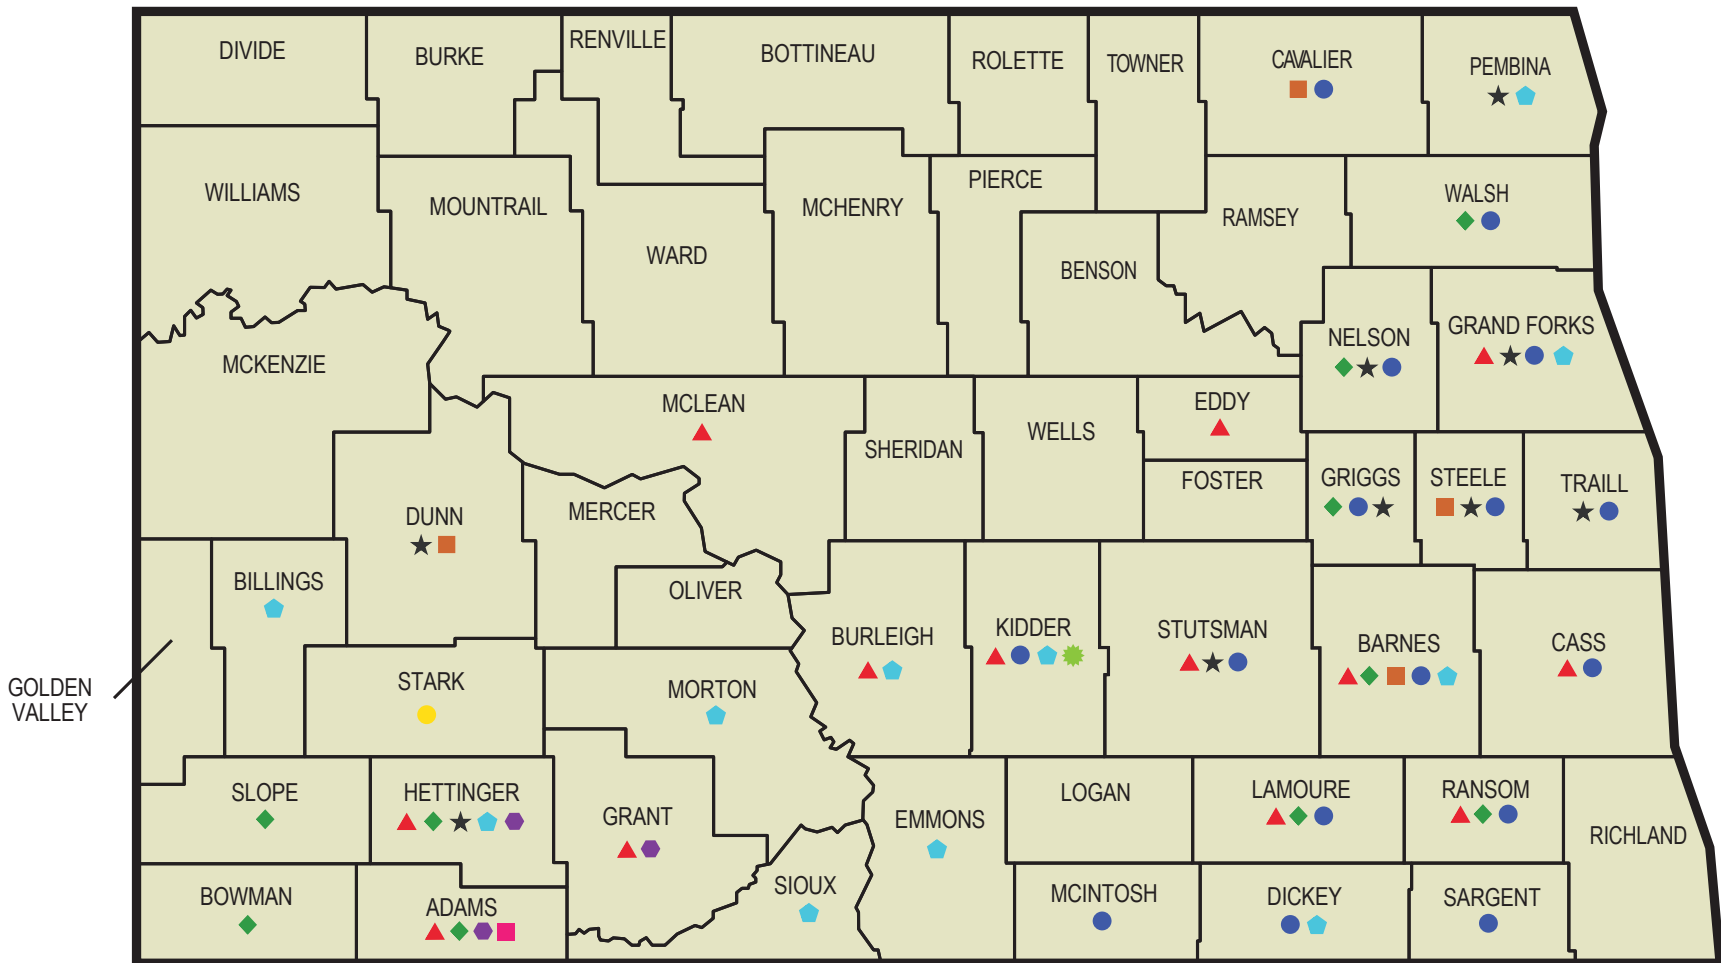 DIVIDE
BURKE
RENVILLE
BOTTINEAU
ROLETTE
TOWNER
CAVALIER
PEMBINA
WILLIAMS
MOUNTRAIL
WARD
MCHENRY
PIERCE
BENSON
RAMSEY
WALSH
MCKENZIE
NELSON
GRAND FORKS
DUNN
MCLEAN
MERCER
OLIVER
SHERIDAN
WELLS
EDDY
FOSTER
GRIGGS
STEELE
TRAILL
GOLDEN
VALLEY
BILLINGS
STARK
MORTON
BURLEIGH
KIDDER
STUTSMAN
BARNES
CASS
SLOPE
HETTINGER
GRANT
EMMONS
LOGAN
LAMOURE
RANSOM
RICHLAND
BOWMAN
ADAMS
SIOUX
MCINTOSH
DICKEY
SARGENT